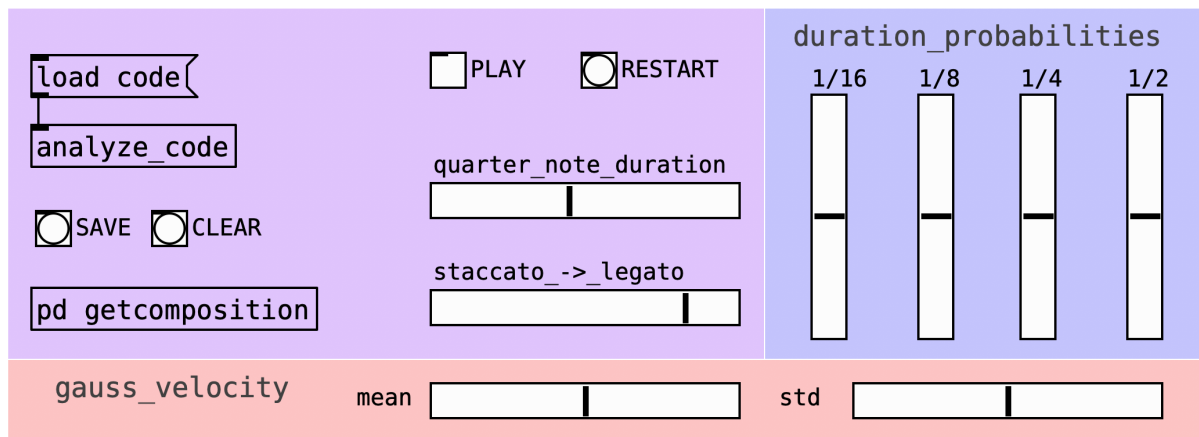 load code
analyze_code
SAVE
CLEAR
pd getcomposition
PLAY
RESTART
quarter_note_duration
staccato_->_legato
duration_probabilities
1/16 1/8 1/4 1/2
gauss_velocity
mean
std